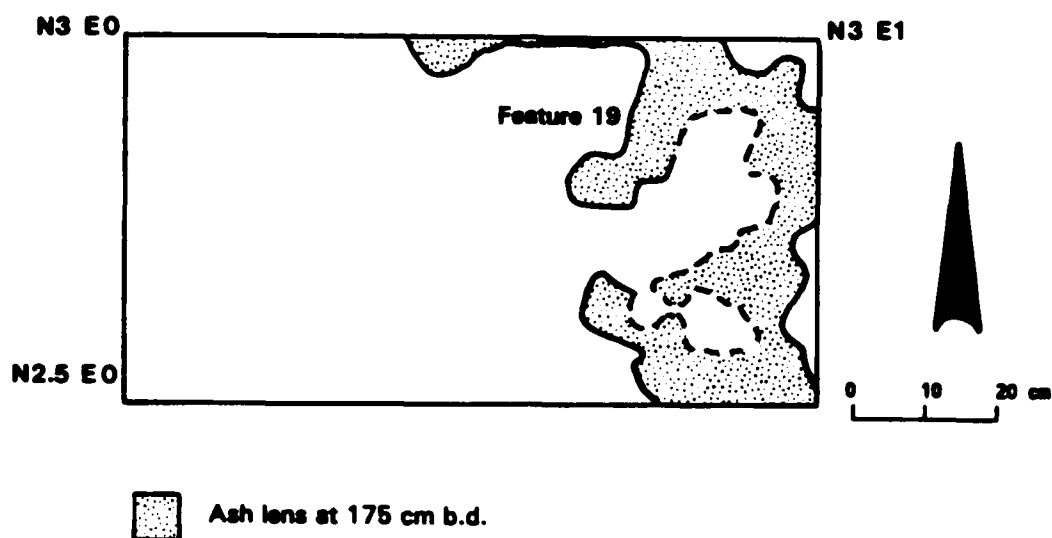 N3 E0
N3 E1
Feature 19
N2.5 E0
0 10 20 cm
Ash lens at 175 cm b.d.